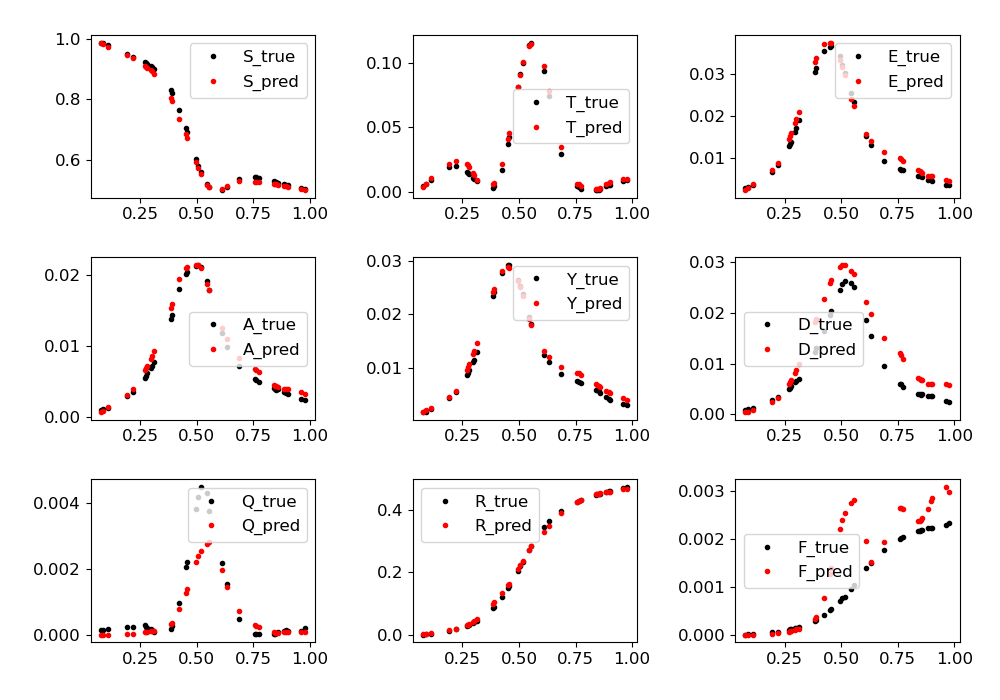 1.0
0.8
0.6
0.25 0.50 0.75 1.00
S_true
S_pred
0.10
0.05
0.00
0.25 0.50 0.75 1.00
T_true
T_pred
0.03
0.02
0.01
0.25 0.50 0.75 1.00
E_true
E_pred
0.02
0.01
0.00
0.25 0.50 0.75 1.00
A_true
A_pred
0.03
0.02
0.01
0.25 0.50 0.75 1.00
Y_true
Y_pred
0.03
0.02
0.01
0.00
0.25 0.50 0.75 1.00
D_true
D_pred
0.004
0.002
0.000
0.25 0.50 0.75 1.00
Q_true
Q_pred
0.4
0.2
0.0
0.25 0.50 0.75 1.00
R_true
R_pred
0.003
0.002
0.001
0.000
0.25 0.50 0.75 1.00
F_true
F_pred